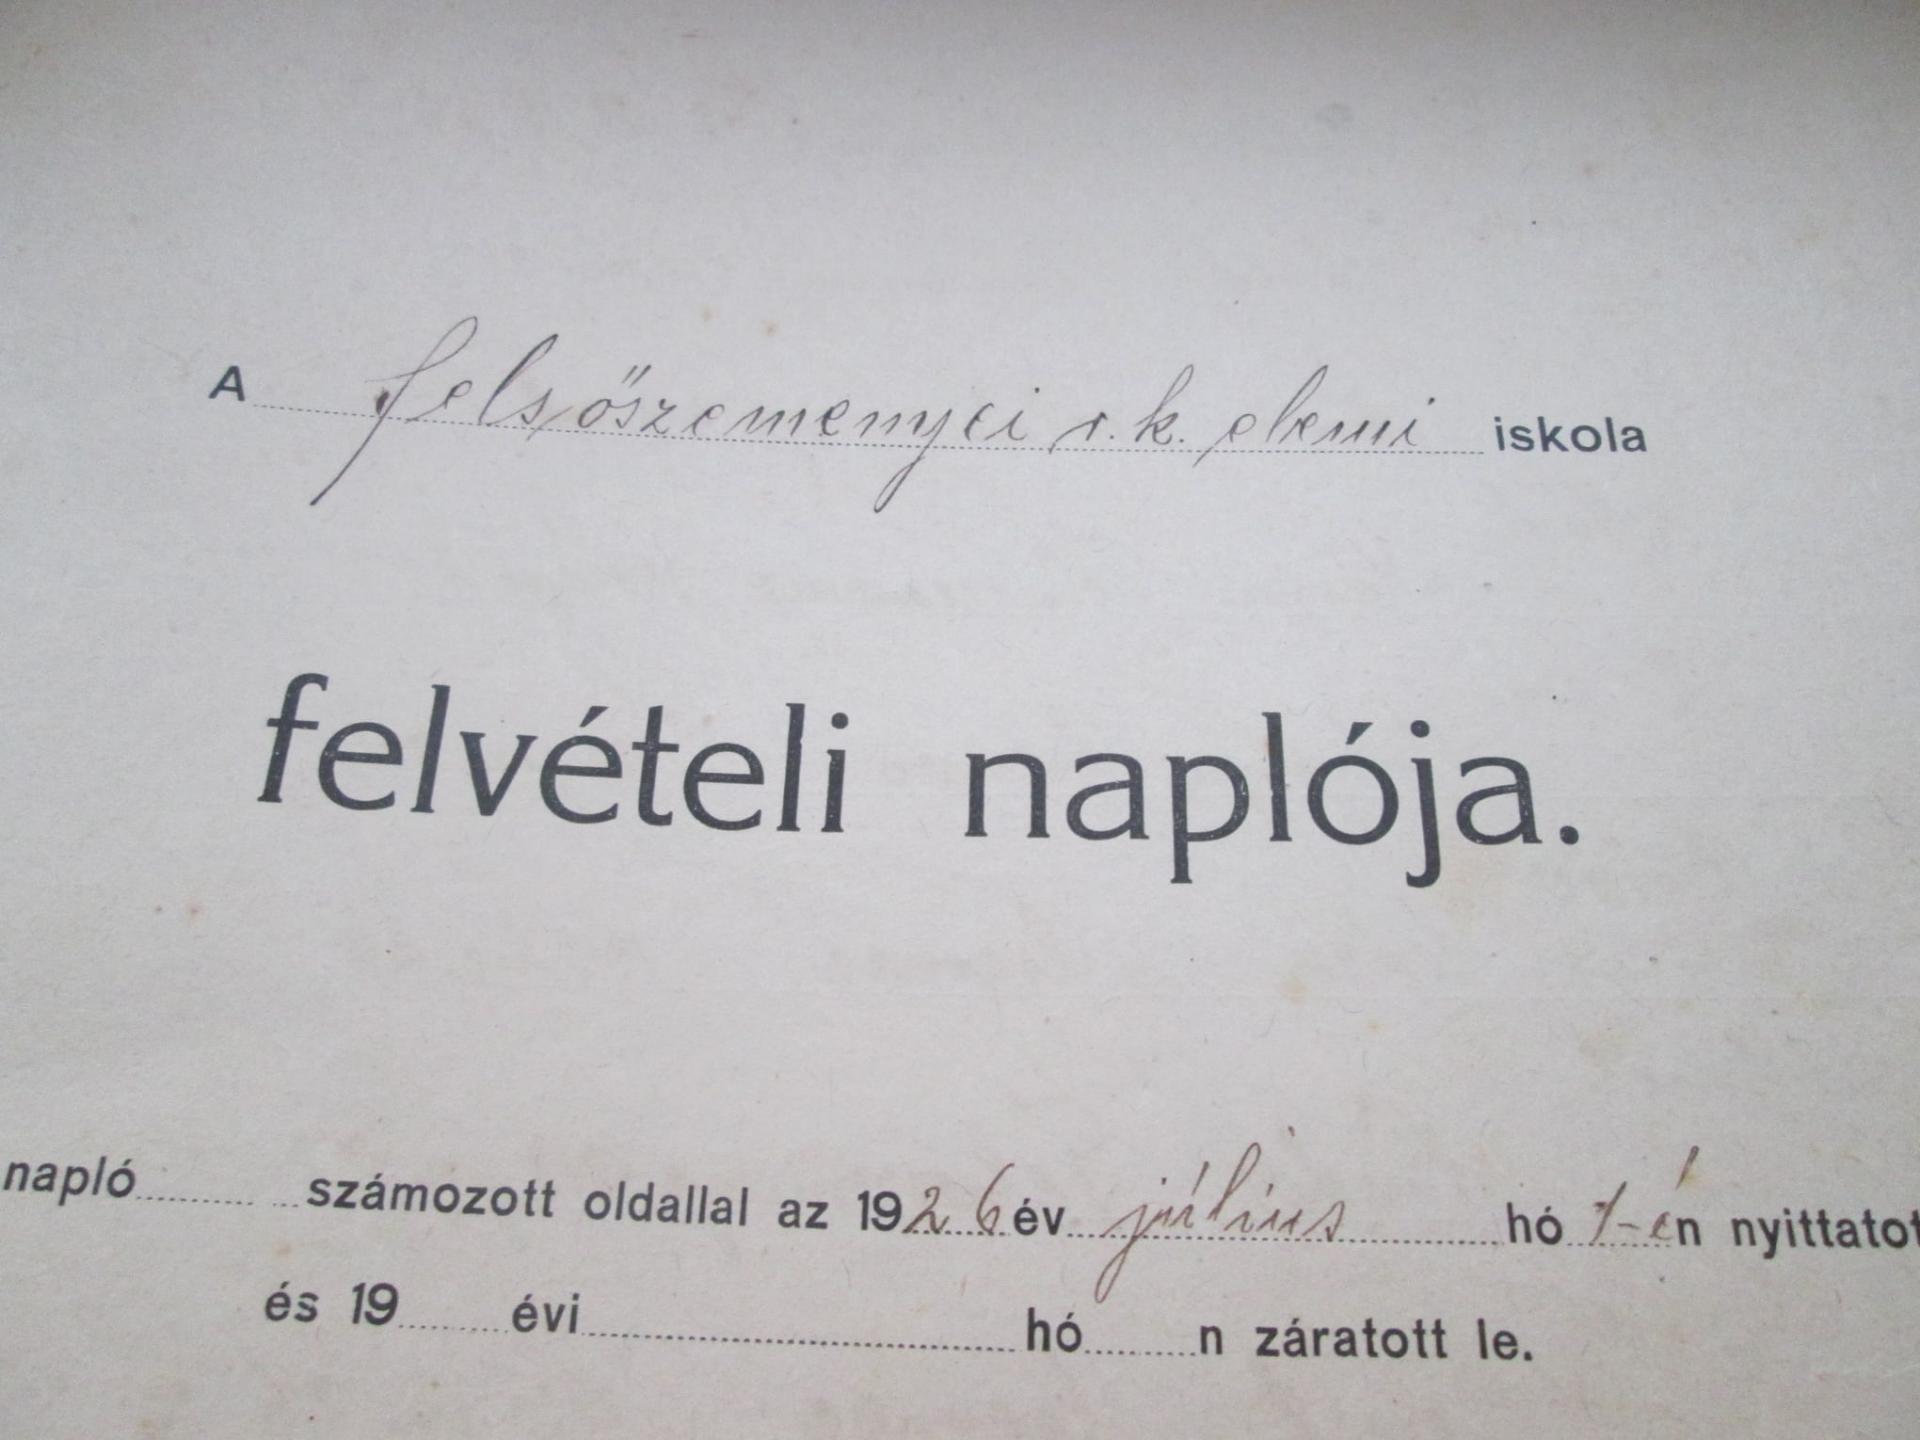 A felsőszemenyei r.k. elemi iskola
felvételi naplója.
napló számozott oldallal az 1926 év július hó 1-én nyittatot
és 19 évi hó n záratott le.